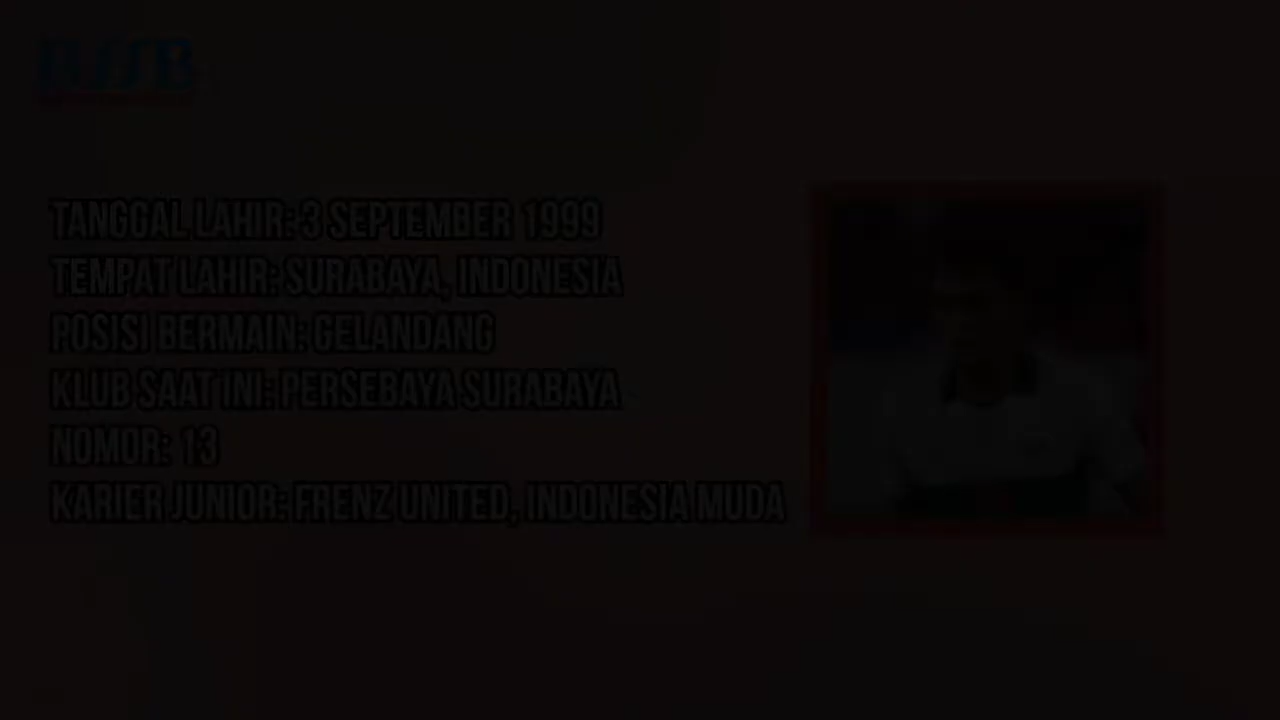 TANGGAL LAHIR: 3 SEPTEMBER 1999
TEMPAT LAHIR: SURABAYA, INDONESIA
POSISI BERMAIN: GELANDANG
KLUB SAAT INI: PERSEBAYA SURABAYA
NOMOR: 13
KARIER JUNIOR: FRENZ UNITED, INDONESIA MUDA